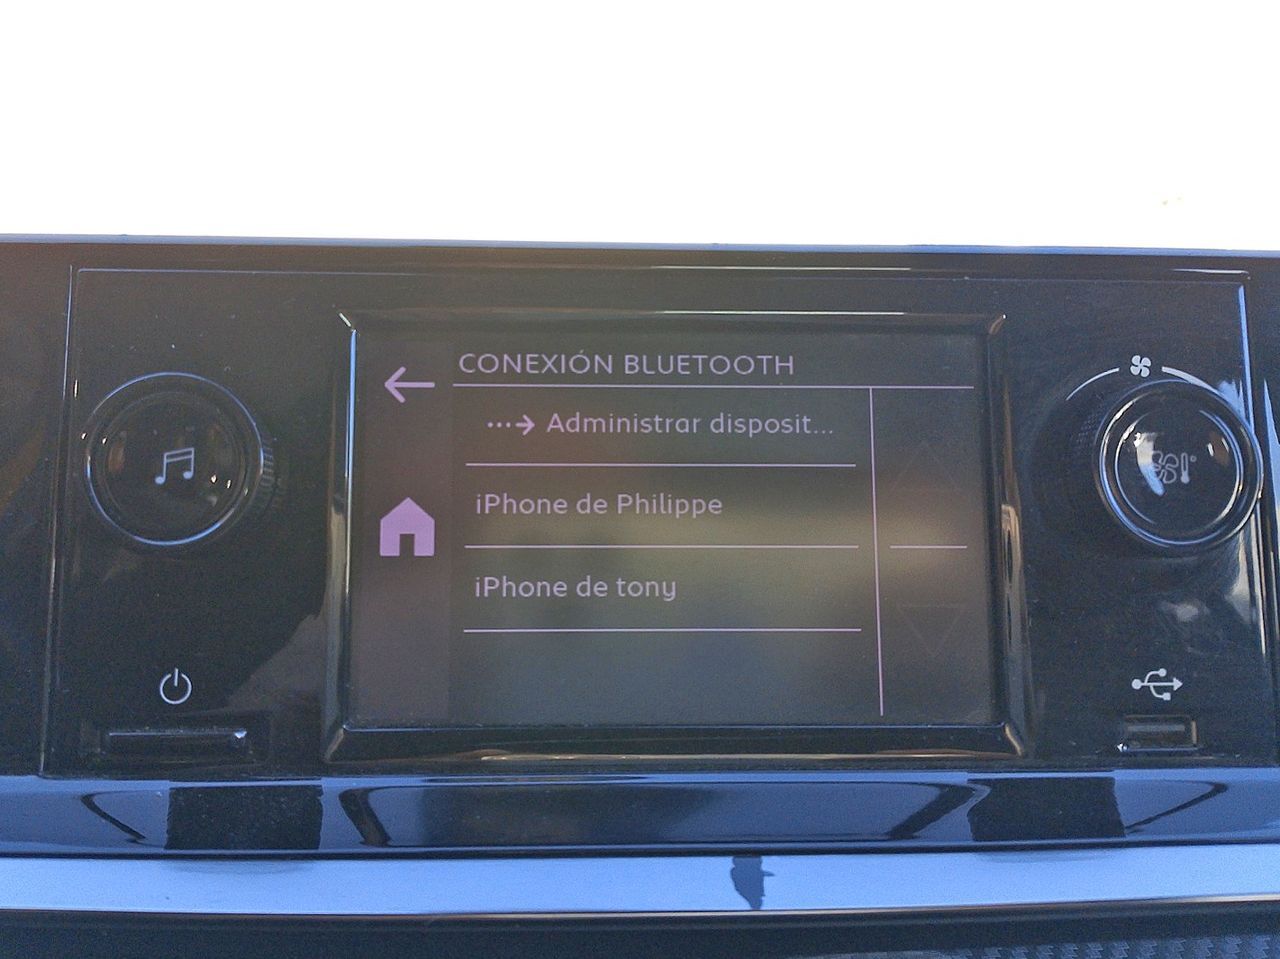 CONEXIÓN BLUETOOTH
Administrar disposit...
iPhone de Philippe
iPhone de tony